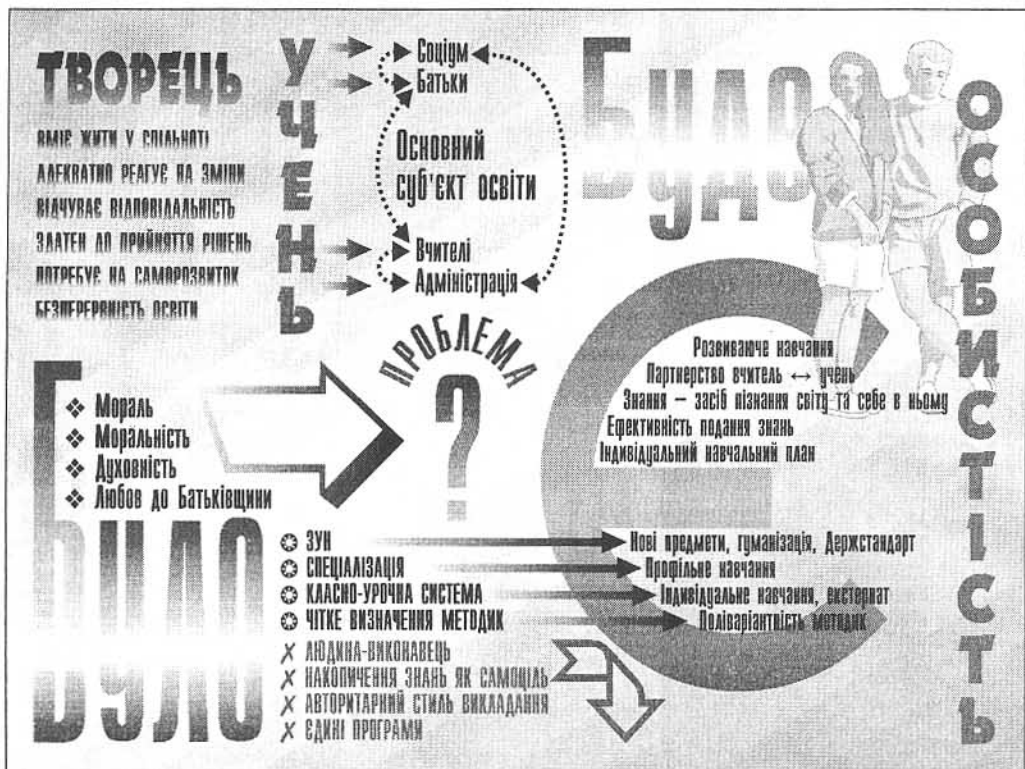 ТВОРЕЦЬ
ВМІЄ ЖИТИ У СПІЛЬНОТІ
АДЕКВАТНО РЕАГУЄ НА ЗМІНИ
ВІДЧУВАЄ ВІДПОВІДАЛЬНІСТЬ
ЗДАТЕН ДО ПРИЙНЯТТЯ РІШЕНЬ
ПОТРЕБУЄ НА САМОРОЗВИТОК
БЕЗПЕРЕРВНІСТЬ ОСВІТИ
УЧЕНЬ
Соціум
Батьки
Основний
суб'єкт освіти
Вчителі
Адміністрація
ОСОБИСТІСТЬ
ПРОБЛЕМА
?
❖ Мораль
❖ Моральність
❖ Духовність
❖ Любов до Батьківщини
Було
Є
Розвиваюче навчання
Партнерство вчитель ↔ учень
Знання – засіб пізнання світу та себе в ньому
Ефективність подання знань
Індивідуальний навчальний план
ЗУН
СПЕЦІАЛІЗАЦІЯ
КЛАСНО-УРОЧНА СИСТЕМА
ЧІТКЕ ВИЗНАЧЕННЯ МЕТОДИК
Нові предмети, гуманізація, Держстандарт
Профільне навчання
Індивідуальне навчання, екстернат
Поліваріантність методик
✗ ЛЮДИНА-ВИКОНАВЕЦЬ
✗ НАКОПИЧЕННЯ ЗНАНЬ ЯК САМОЦІЛЬ
✗ АВТОРИТАРНИЙ СТИЛЬ ВИКЛАДАННЯ
✗ ЄДИНІ ПРОГРАМИ